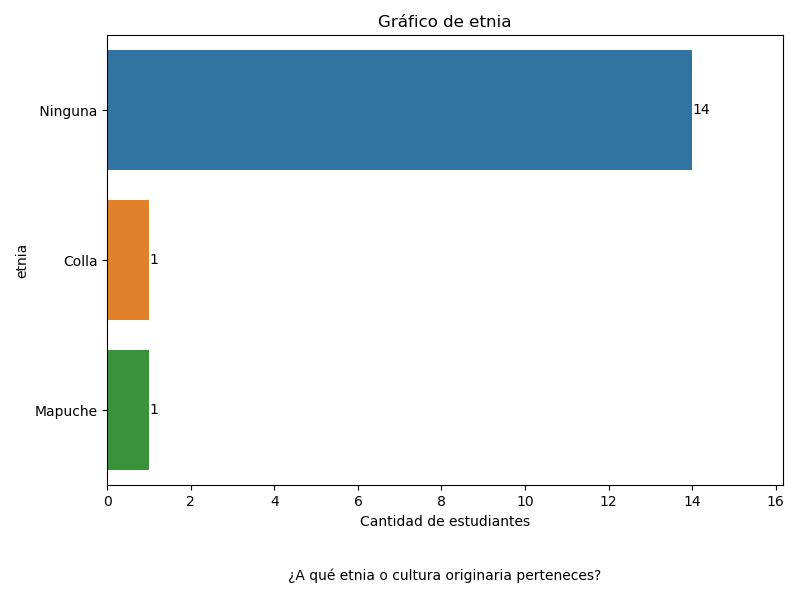 Gráfico de etnia
Ninguna
14
Colla
1
Mapuche
1
etnia
0 2 4 6 8 10 12 14 16
Cantidad de estudiantes
¿A qué etnia o cultura originaria perteneces?